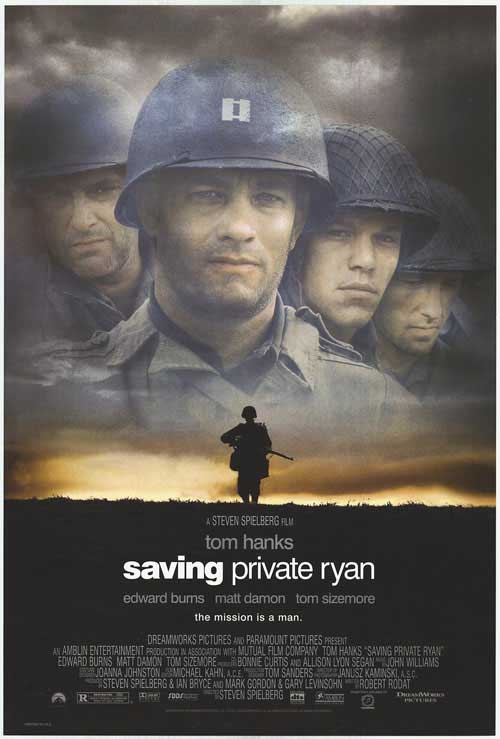 A STEVEN SPIELBERG FILM
tom hanks
saving private ryan
edward burns matt damon tom sizemore
the mission is a man.
DREAMWORKS PICTURES AND PARAMOUNT PICTURES PRESENT
AN AMBLIN ENTERTAINMENT PRODUCTION IN ASSOCIATION WITH MUTUAL FILM COMPANY TOM HANKS "SAVING PRIVATE RYAN"
EDWARD BURNS MATT DAMON TOM SIZEMORE BONNIE CURTIS AND ALLISON LYON SEGAN JOHN WILLIAMS
JOANNA JOHNSTON MICHAEL KAHN, A.C.E. TOM SANDERS JANUSZ KAMINSKI, A.S.C.
STEVEN SPIELBERG & IAN BRYCE AND MARK GORDON & GARY LEVINSOHN ROBERT RODAT
STEVEN SPIELBERG
R RESTRICTED
DREAMWORKS
PICTURES